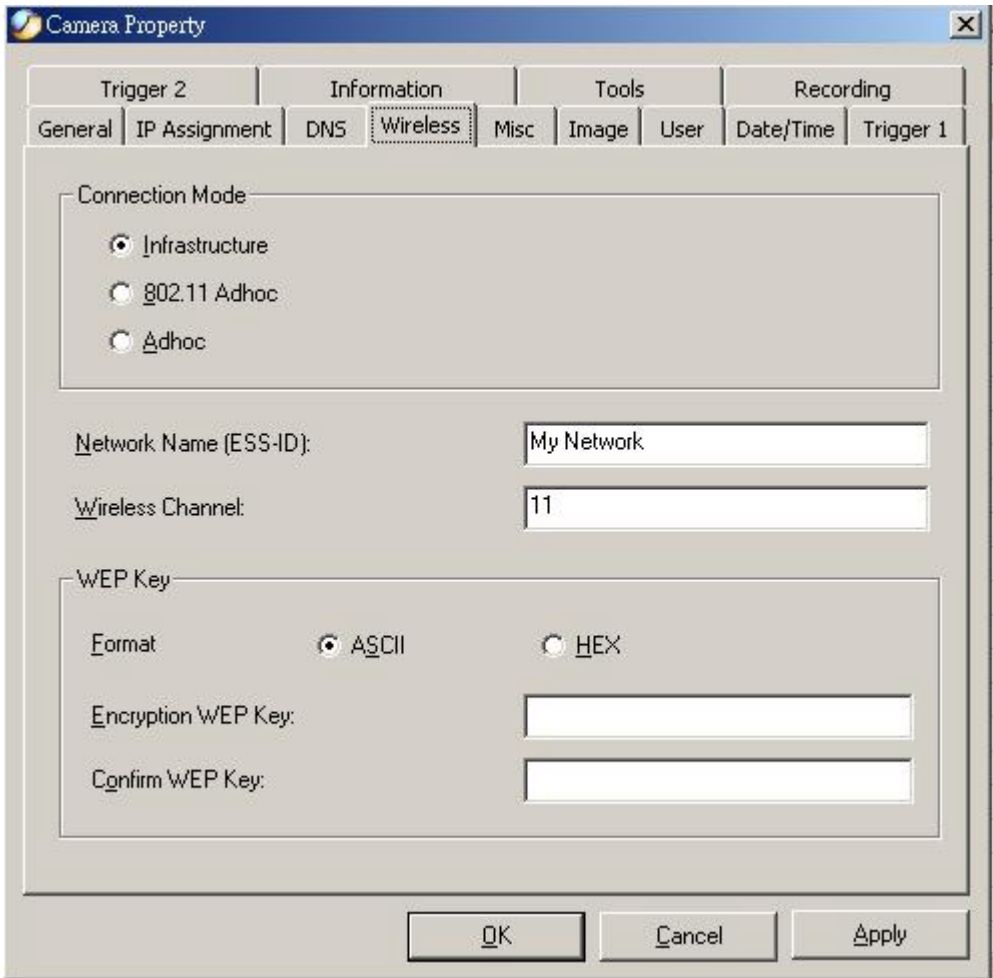 Camera Property
Trigger 2 Information Tools Recording
General IP Assignment DNS Wireless Misc Image User Date/Time Trigger 1
Connection Mode
Infrastructure
802.11 Adhoc
Adhoc
Network Name (ESS-ID): My Network
Wireless Channel: 11
WEP Key
Format ASCII HEX
Encryption WEP Key:
Confirm WEP Key:
OK Cancel Apply